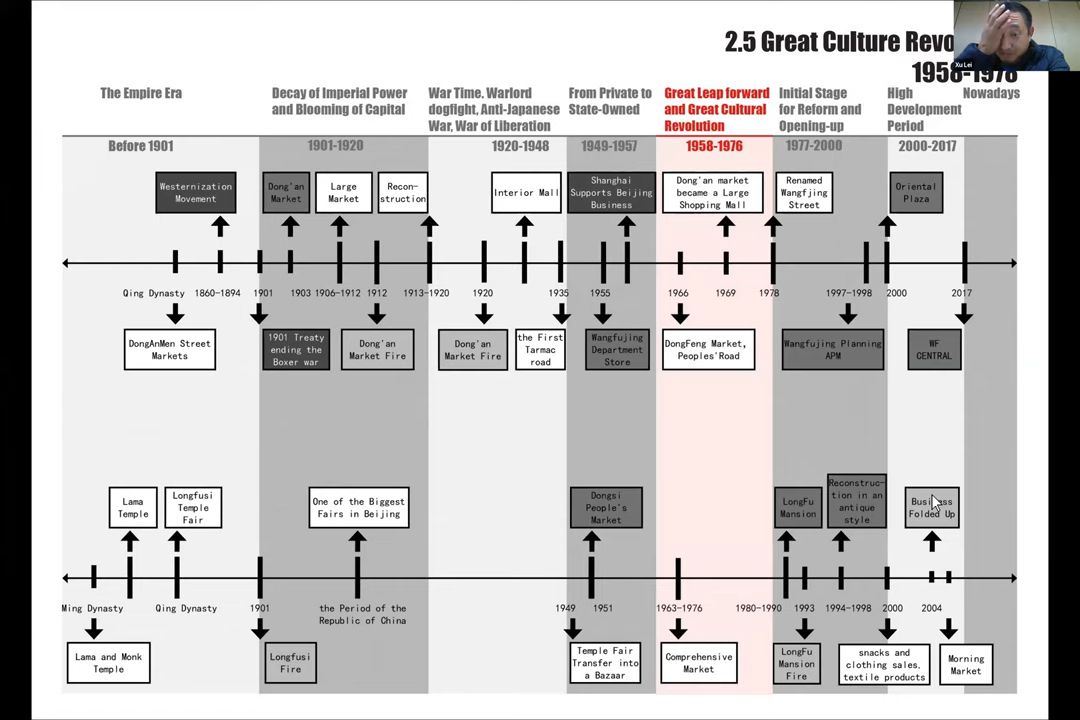 2.5 Great Culture Revo
1958-1978
Xu Lei
The Empire Era
Decay of Imperial Power
and Blooming of Capital
War Time. Warlord
dogfight, Anti-Japanese
War, War of Liberation
From Private to
State-Owned
Great Leap forward
and Great Cultural
Revolution
Initial Stage
for Reform and
Opening-up
High
Development
Period
Nowadays
Before 1901
1901-1920
1920-1948
1949-1957
1958-1976
1977-2000
2000-2017
Westernization
Movement
Dong'an
Market
Large
Market
Recon-
struction
Interior Mall
Shanghai
Supports Beijing
Business
Dong'an market
became a Large
Shopping Mall
Renamed
Wangfjing
Street
Oriental
Plaza
Qing Dynasty
1860-1894
1901
1903
1906-1912
1912
1913-1920
1920
1935
1955
1966
1969
1978
1997-1998
2000
2017
DongAnMen Street
Markets
1901 Treaty
ending the
Boxer war
Dong'an
Market Fire
Dong'an
Market Fire
the First
Tarmac
road
Wangfujing
Department
Store
DongFeng Market,
Peoples'Road
Wangfujing Planning
APM
WF
CENTRAL
Lama
Temple
Longfusi
Temple
Fair
One of the Biggest
Fairs in Beijing
Dongsi
People's
Market
LongFu
Mansion
Reconstruc-
tion in an
antique
style
Business
Folded Up
Ming Dynasty
Qing Dynasty
1901
the Period of the
Republic of China
1949
1951
1963-1976
1980-1990
1993
1994-1998
2000
2004
Lama and Monk
Temple
Longfusi
Fire
Temple Fair
Transfer into
a Bazaar
Comprehensive
Market
LongFu
Mansion
Fire
snacks and
clothing sales,
textile products
Morning
Market